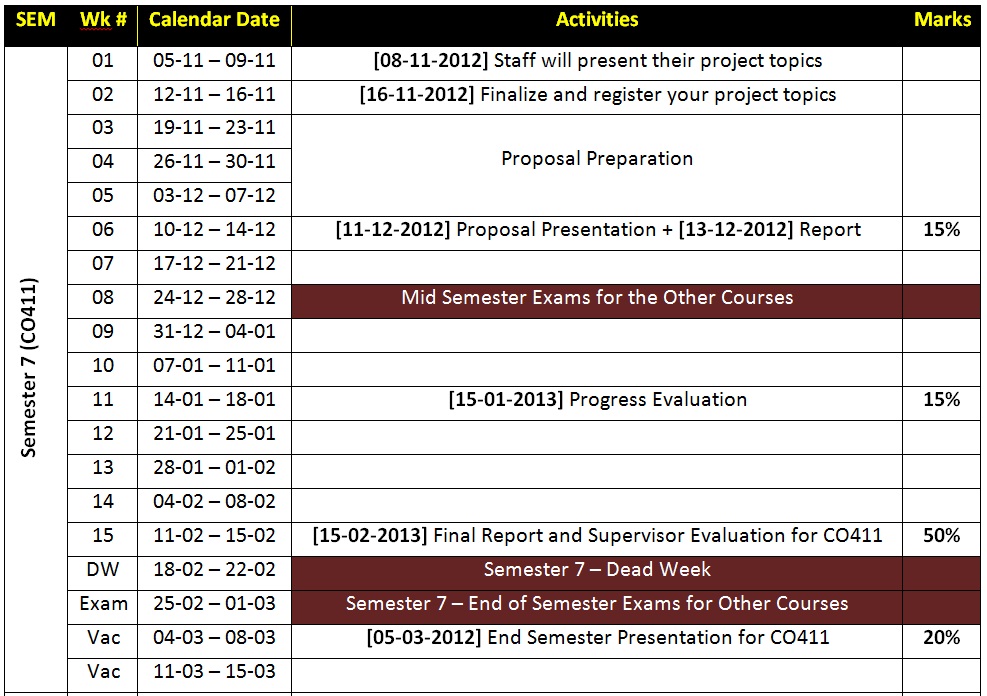 SEM Wk # Calendar Date Activities Marks
Semester 7 (CO411)
01 05-11 – 09-11 [08-11-2012] Staff will present their project topics
02 12-11 – 16-11 [16-11-2012] Finalize and register your project topics
03 19-11 – 23-11
04 26-11 – 30-11 Proposal Preparation
05 03-12 – 07-12
06 10-12 – 14-12 [11-12-2012] Proposal Presentation + [13-12-2012] Report 15%
07 17-12 – 21-12
08 24-12 – 28-12 Mid Semester Exams for the Other Courses
09 31-12 – 04-01
10 07-01 – 11-01
11 14-01 – 18-01 [15-01-2013] Progress Evaluation 15%
12 21-01 – 25-01
13 28-01 – 01-02
14 04-02 – 08-02
15 11-02 – 15-02 [15-02-2013] Final Report and Supervisor Evaluation for CO411 50%
DW 18-02 – 22-02 Semester 7 – Dead Week
Exam 25-02 – 01-03 Semester 7 – End of Semester Exams for Other Courses
Vac 04-03 – 08-03 [05-03-2012] End Semester Presentation for CO411 20%
Vac 11-03 – 15-03